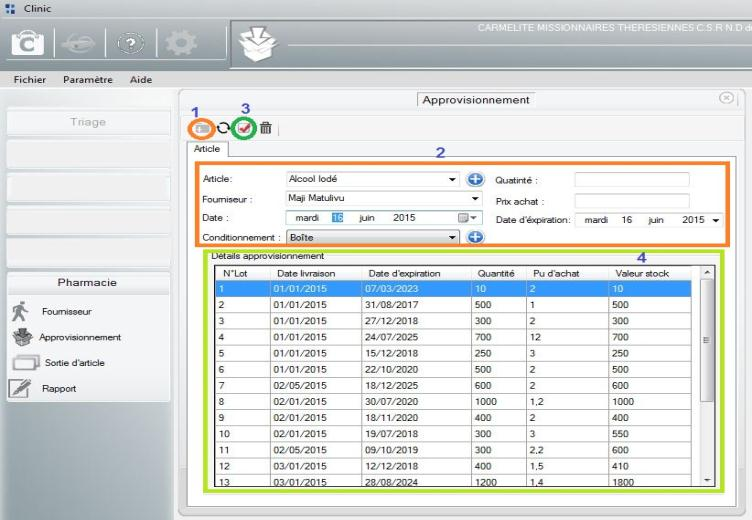 Clinic
CARMELITE MISSIONNAIRES THERESIENNES C.S R N.D de
Fichier Paramètre Aide
Approvisionnement
1 3
Triage
Article
2
Article: Alcool Iodé Quatinté :
Fourniseur : Maji Matulivu Prix achat :
Date : mardi 16 juin 2015 Date d'éxpiration: mardi 16 juin 2015
Conditionnement : Boîte
4
Détails approvisionnement
N°Lot Date livraison Date d'expiration Quantité Pu d'achat Valeur stock
1 01/01/2015 07/03/2023 10 2 10
2 01/01/2015 31/08/2017 500 1 500
3 01/01/2015 27/12/2018 300 2 300
4 01/01/2015 24/07/2025 700 12 700
5 01/01/2015 15/12/2018 250 3 250
6 01/01/2015 22/10/2020 500 2 500
7 02/05/2015 18/12/2025 600 2 600
8 02/01/2015 30/07/2020 1000 1,2 1000
9 02/01/2015 18/11/2020 400 2 400
10 02/01/2015 19/07/2018 300 3 550
11 02/05/2015 09/10/2019 300 2,2 600
12 03/01/2015 12/12/2018 400 1,5 410
13 03/01/2015 28/08/2024 1200 1,4 1800
Pharmacie
Fournisseur
Approvisionnement
Sortie d'article
Rapport